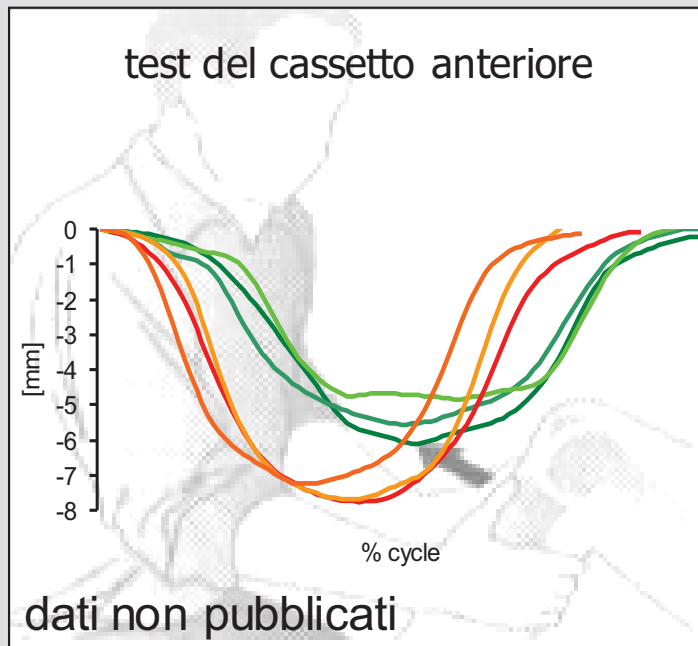 test del cassetto anteriore
0
-1
-2
-3
-4
-5
-6
-7
-8
[mm]
% cycle
dati non pubblicati